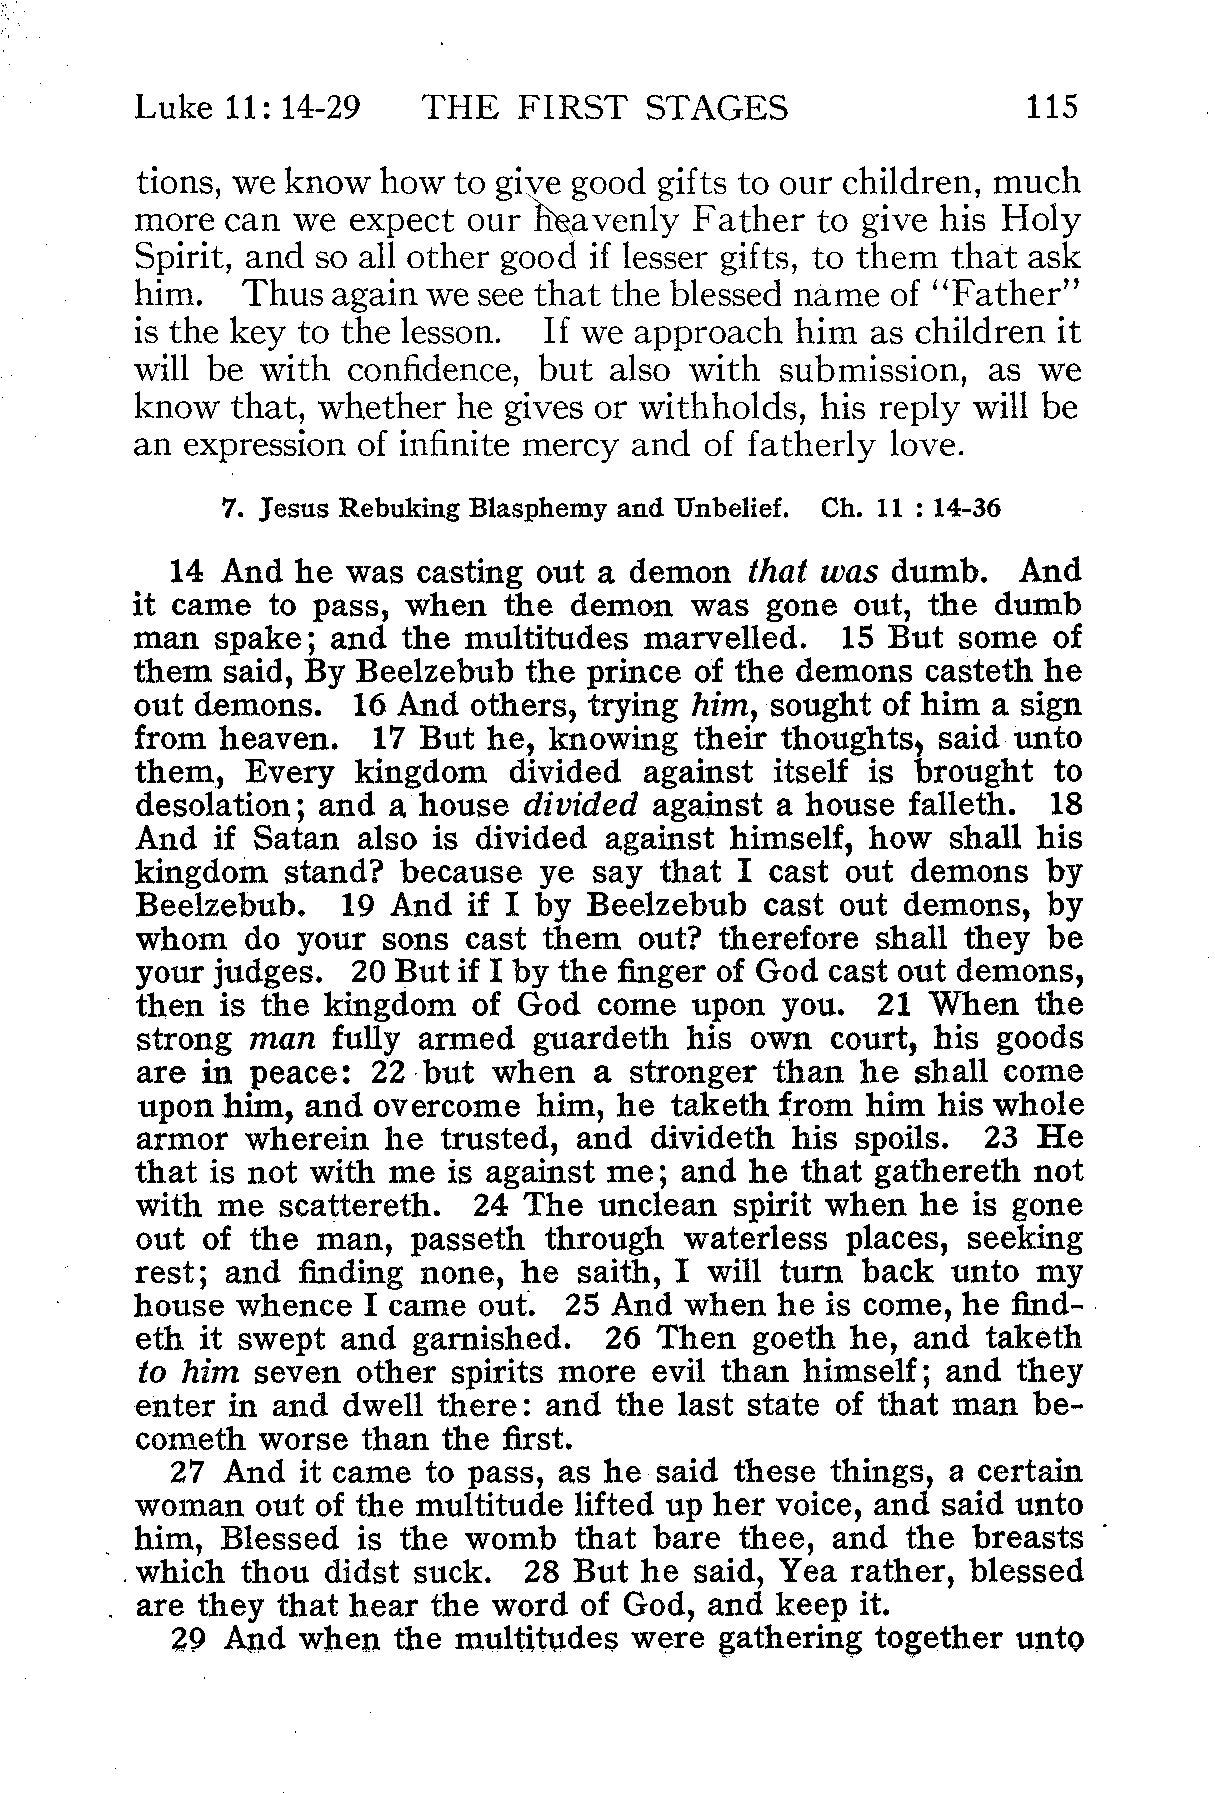 Luke 11: 14-29 THE FIRST STAGES 115
tions, we know how to give good gifts to our children, much
more can we expect our heavenly Father to give his Holy
Spirit, and so all other good if lesser gifts, to them that ask
him. Thus again we see that the blessed name of "Father"
is the key to the lesson. If we approach him as children it
will be with confidence, but also with submission, as we
know that, whether he gives or withholds, his reply will be
an expression of infinite mercy and of fatherly love.
7. Jesus Rebuking Blasphemy and Unbelief. Ch. 11 : 14-36
14 And he was casting out a demon that was dumb. And
it came to pass, when the demon was gone out, the dumb
man spake; and the multitudes marvelled. 15 But some of
them said, By Beelzebub the prince of the demons casteth he
out demons. 16 And others, trying him, sought of him a sign
from heaven. 17 But he, knowing their thoughts, said unto
them, Every kingdom divided against itself is brought to
desolation; and a house divided against a house falleth. 18
And if Satan also is divided against himself, how shall his
kingdom stand? because ye say that I cast out demons by
Beelzebub. 19 And if I by Beelzebub cast out demons, by
whom do your sons cast them out? therefore shall they be
your judges. 20 But if I by the finger of God cast out demons,
then is the kingdom of God come upon you. 21 When the
strong man fully armed guardeth his own court, his goods
are in peace: 22 but when a stronger than he shall come
upon him, and overcome him, he taketh from him his whole
armor wherein he trusted, and divideth his spoils. 23 He
that is not with me is against me; and he that gathereth not
with me scattereth. 24 The unclean spirit when he is gone
out of the man, passeth through waterless places, seeking
rest; and finding none, he saith, I will turn back unto my
house whence I came out. 25 And when he is come, he find-
eth it swept and garnished. 26 Then goeth he, and taketh
to him seven other spirits more evil than himself; and they
enter in and dwell there: and the last state of that man be-
cometh worse than the first.
27 And it came to pass, as he said these things, a certain
woman out of the multitude lifted up her voice, and said unto
him, Blessed is the womb that bare thee, and the breasts
which thou didst suck. 28 But he said, Yea rather, blessed
are they that hear the word of God, and keep it.
29 And when the multitudes were gathering together unto